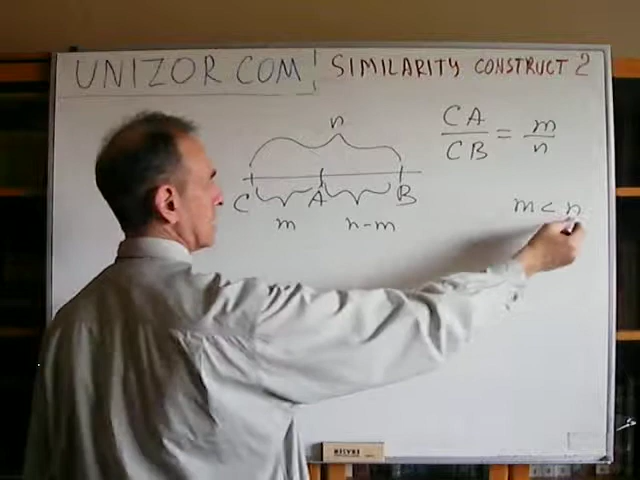 UNIZOR COM! SIMILARITY CONSTRUCT 2
n
C A B
m n-m
CA
CB
=
m
n
m < n